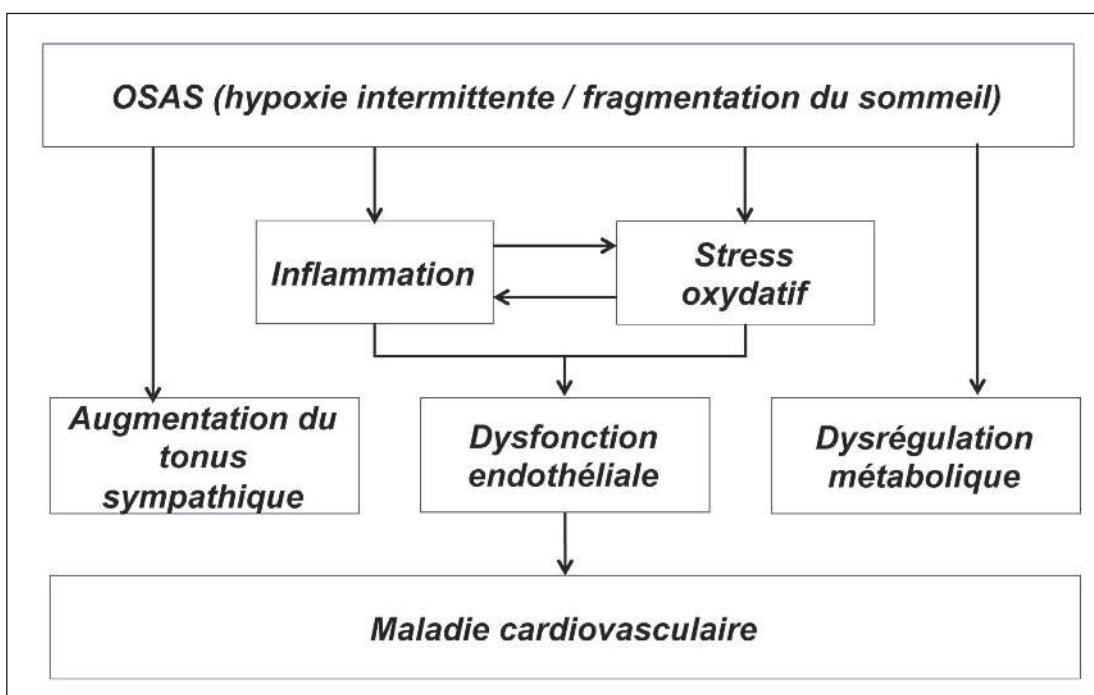 OSAS (hypoxie intermittente / fragmentation du sommeil)
Inflammation
Stress
oxydatif
Augmentation du
tonus
sympathique
Dysfonction
endothéliale
Dysrégulation
métabolique
Maladie cardiovasculaire